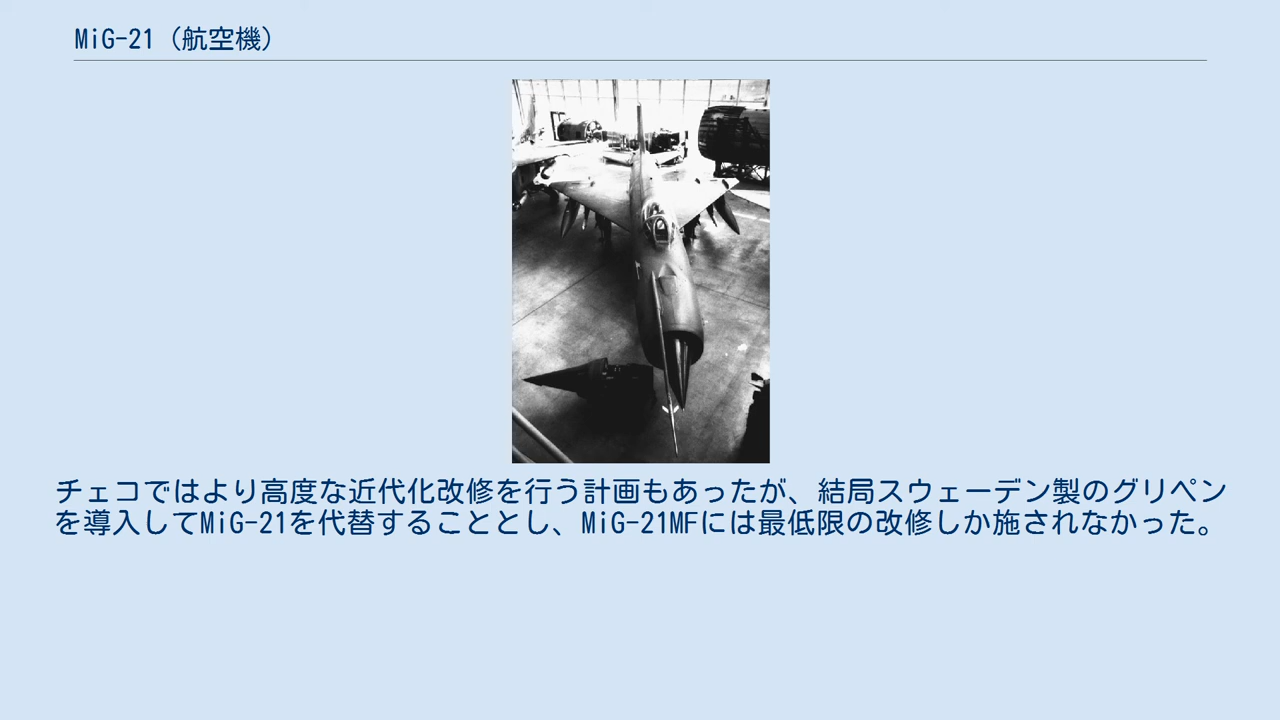 MiG-21（航空機）
チェコではより高度な近代化改修を行う計画もあったが、結局スウェーデン製のグリペン
を導入してMiG-21を代替することとし、MiG-21MFには最低限の改修しか施されなかった。